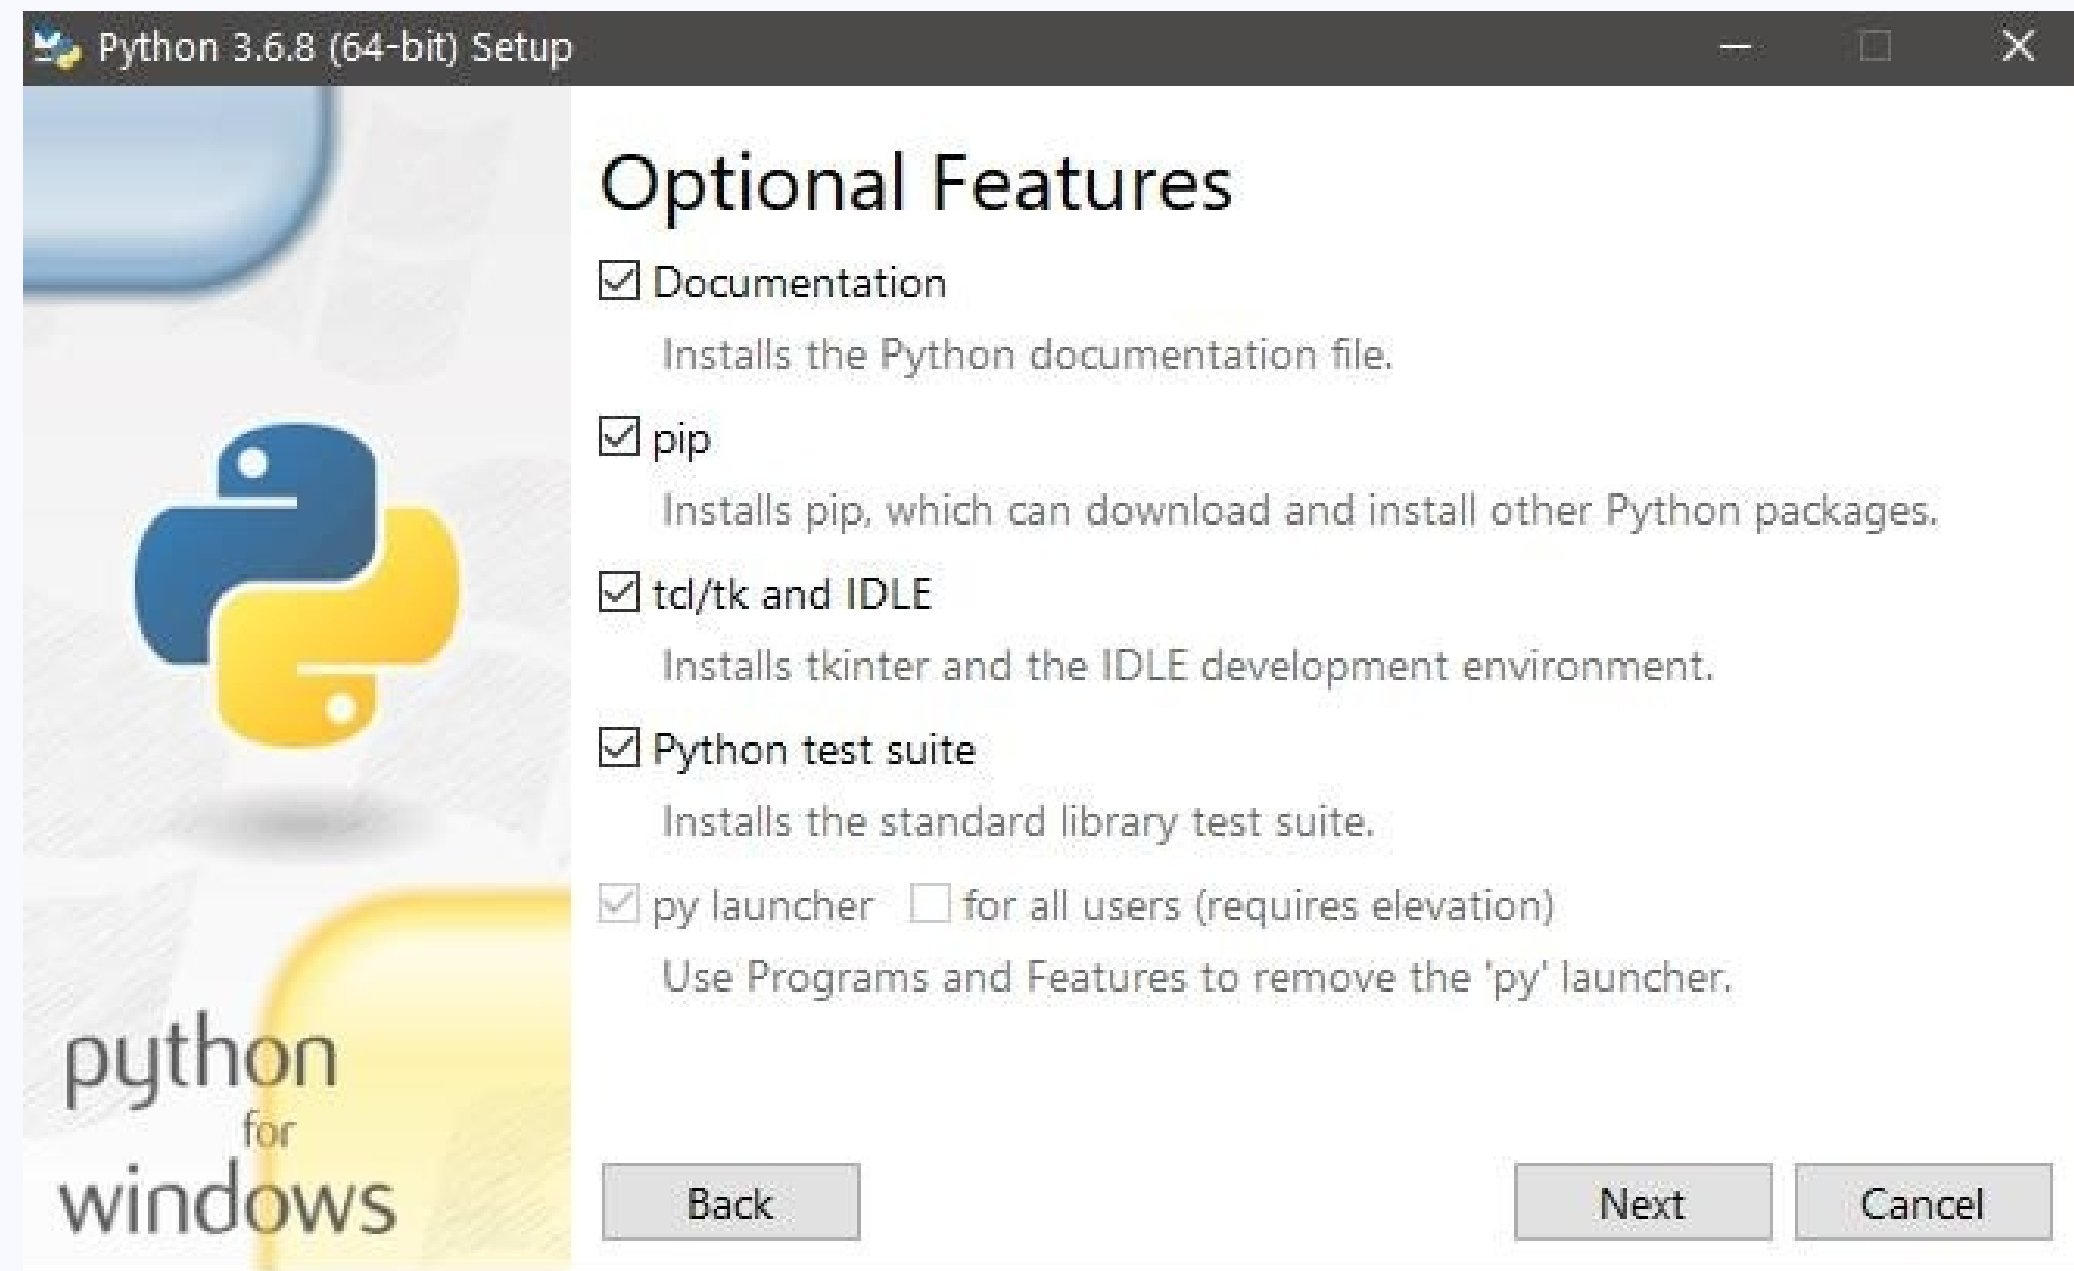 Python 3.6.8 (64-bit) Setup
Optional Features
Documentation
Installs the Python documentation file.
pip
Installs pip, which can download and install other Python packages.
tcl/tk and IDLE
Installs tkinter and the IDLE development environment.
Python test suite
Installs the standard library test suite.
py launcher for all users (requires elevation)
Use Programs and Features to remove the 'py' launcher.
python
for
windows
Back Next Cancel